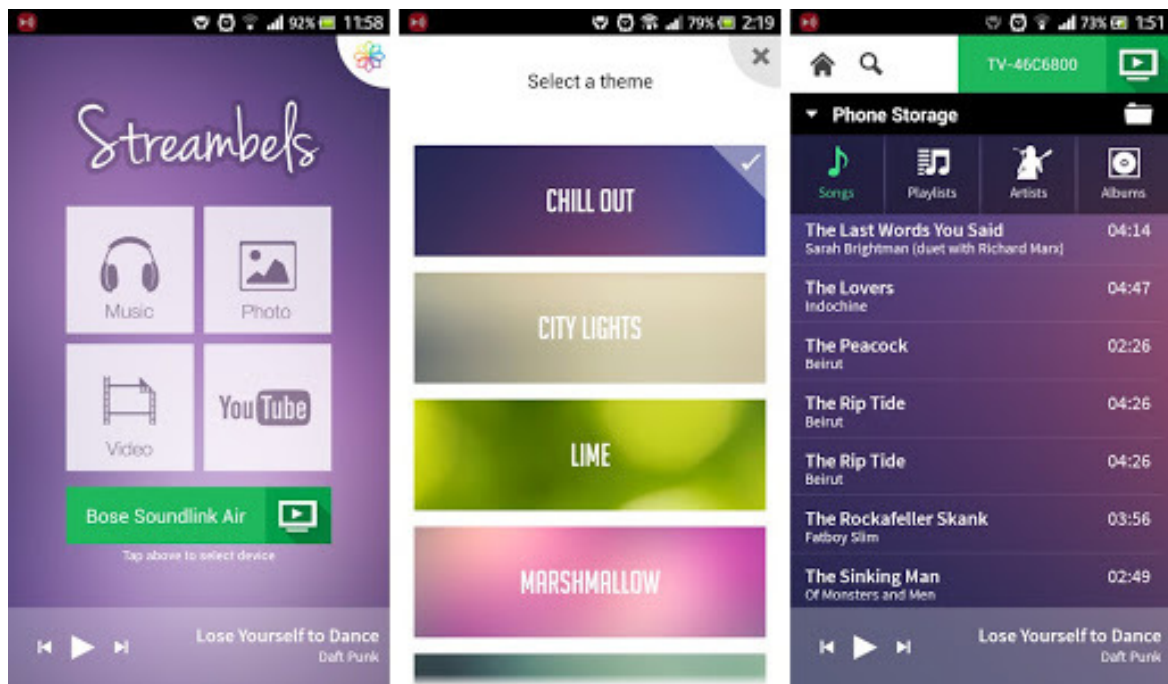 92% 11:58
Streambels
Music
Photo
Video
YouTube
Bose Soundlink Air
Tap above to select device
Lose Yourself to Dance
Daft Punk
79% 2:19
Select a theme
CHILL OUT
CITY LIGHTS
LIME
MARSHMALLOW
73% 1:51
TV-46C6800
Phone Storage
Songs
Playlists
Artists
Albums
The Last Words You Said 04:14
Sarah Brightman (duet with Richard Marx)
The Lovers 04:47
Indochine
The Peacock 02:26
Beirut
The Rip Tide 04:26
Beirut
The Rip Tide 04:26
Beirut
The Rockafeller Skank 03:56
Fatboy Slim
The Sinking Man 02:49
Of Monsters and Men
Lose Yourself to Dance
Daft Punk